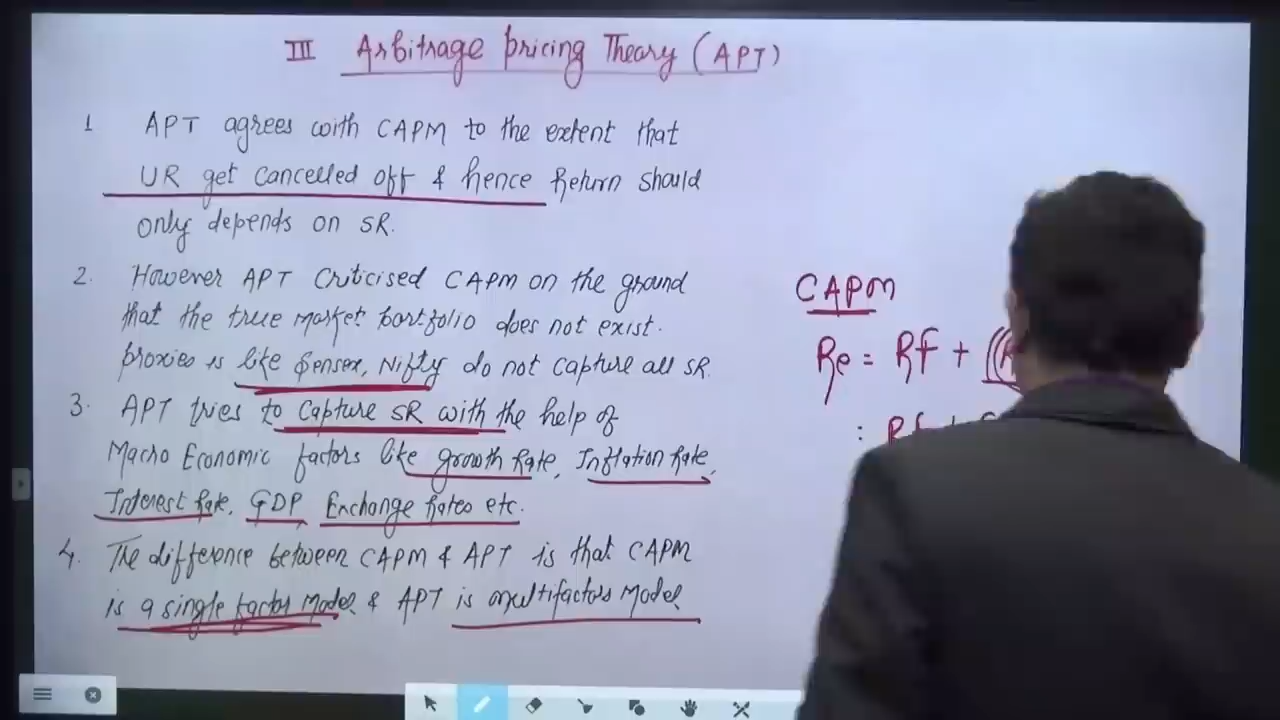 III Arbitrage Pricing Theory (APT)
1 APT agrees with CAPM to the extent that
UR get cancelled off & hence Return should
only depends on SR.
2. However APT Criticised CAPM on the ground
that the true market portfolio does not exist.
proxies is like Sensex, Nifty do not capture all SR.
3. APT tries to capture SR with the help of
Macro Economic factors like growth Rate, Inflation Rate,
Interest Rate, GDP, Exchange Rates etc.
4. The difference between CAPM & APT is that CAPM
is a single factor Model & APT is multifactors Model.
CAPM
Re = Rf + ((R
: Rf +